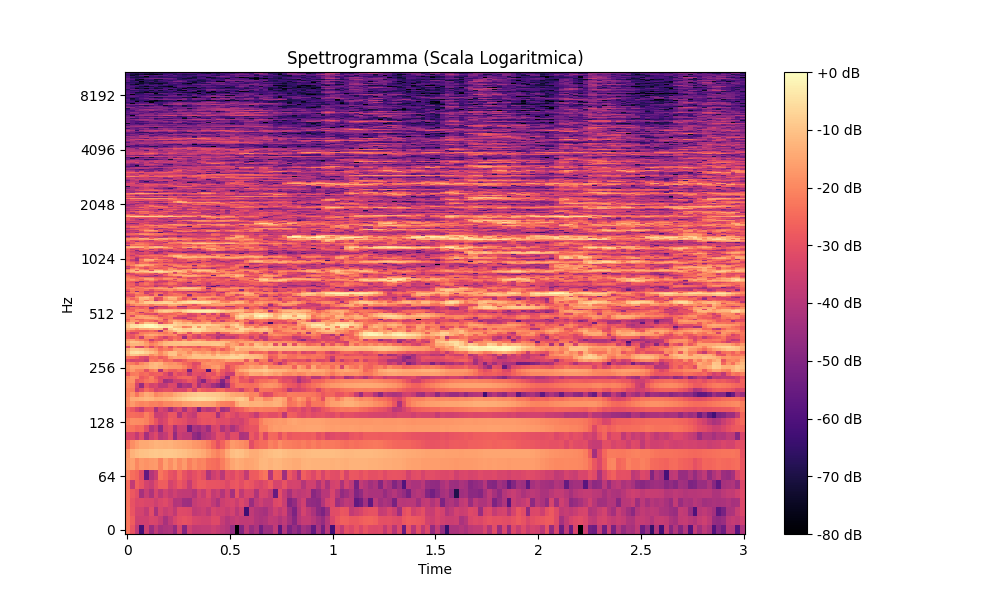 Spettrogramma (Scala Logaritmica)
Hz
8192
4096
2048
1024
512
256
128
64
0
0
0.5
1
1.5
2
2.5
3
Time
+0 dB
-10 dB
-20 dB
-30 dB
-40 dB
-50 dB
-60 dB
-70 dB
-80 dB